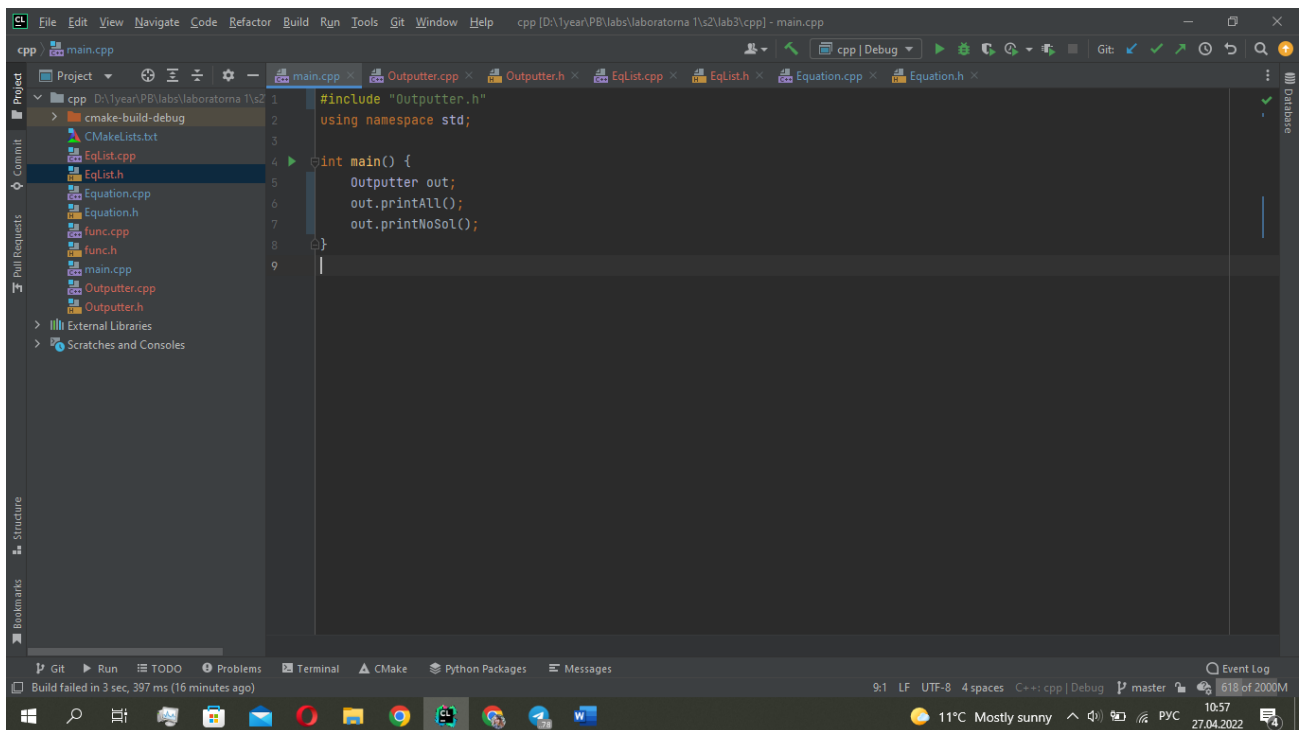 File Edit View Navigate Code Refactor Build Run Tools Git Window Help cpp [D:\1year\PB\labs\laboratorna 1\s2\lab3\cpp] - main.cpp
cpp main.cpp cpp | Debug Git:
Project main.cpp Outputter.cpp Outputter.h EqList.cpp EqList.h Equation.cpp Equation.h
cpp D:\1year\PB\labs\laboratorna 1\s2\
cmake-build-debug
CMakeLists.txt
EqList.cpp
EqList.h
Equation.cpp
Equation.h
func.cpp
func.h
main.cpp
Outputter.cpp
Outputter.h
External Libraries
Scratches and Consoles
1 #include "Outputter.h"
2 using namespace std;
3
4 int main() {
5 Outputter out;
6 out.printAll();
7 out.printNoSol();
8 }
9
Project
Commit
Pull Requests
Structure
Bookmarks
Database
Git Run TODO Problems Terminal CMake Python Packages Messages Event Log
Build failed in 3 sec, 397 ms (16 minutes ago) 9:1 LF UTF-8 4 spaces C++: cpp | Debug master 618 of 2000M
11°C Mostly sunny РУС 10:57
27.04.2022 4